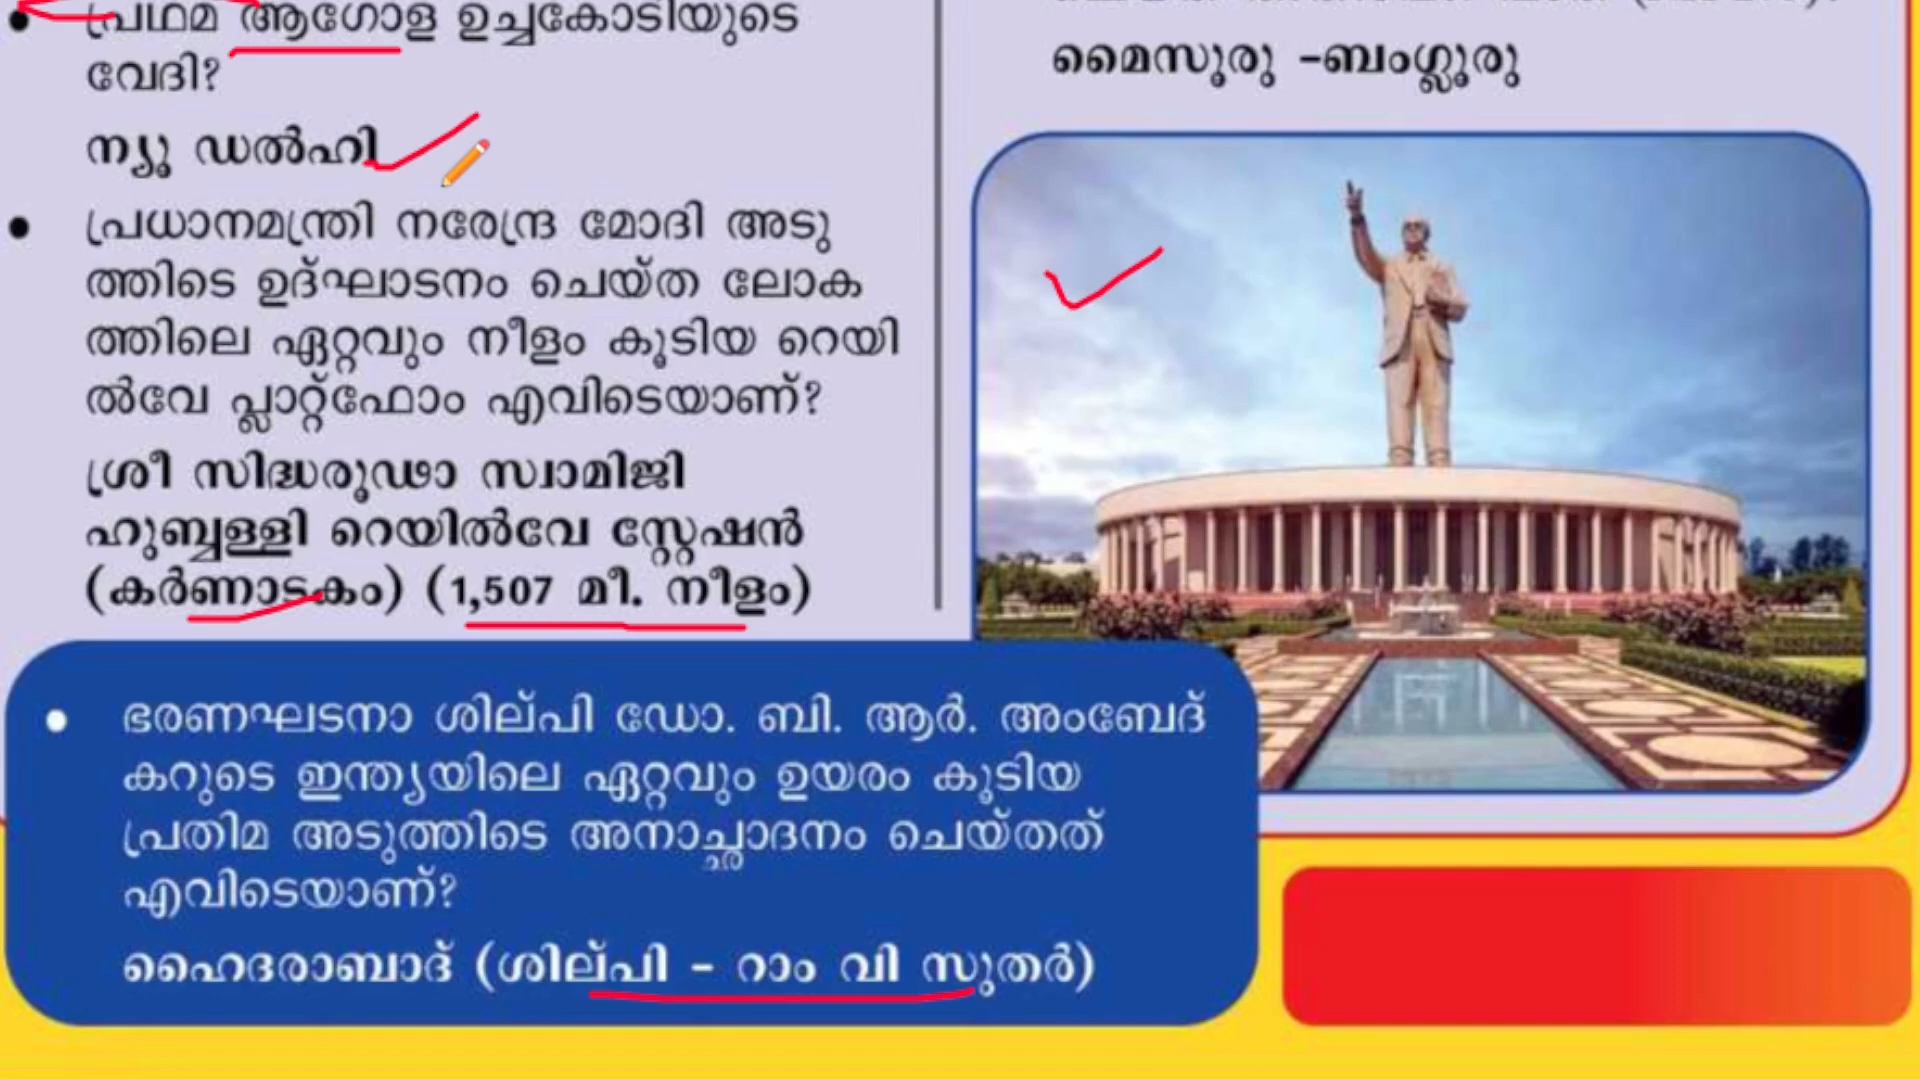 പ്രഥമ ആഗോള ഉച്ചകോടിയുടെ
വേദി?
ന്യൂ ഡൽഹി
പ്രധാനമന്ത്രി നരേന്ദ്ര മോദി അടു
ത്തിടെ ഉദ്ഘാടനം ചെയ്ത ലോക
ത്തിലെ ഏറ്റവും നീളം കൂടിയ റെയി
ൽവേ പ്ലാറ്റ്ഫോം എവിടെയാണ്?
ശ്രീ സിദ്ധരൂഢാ സ്വാമിജി
ഹുബ്ബള്ളി റെയിൽവേ സ്റ്റേഷൻ
(കർണാടകം) (1,507 മീ. നീളം)
മൈസൂരു -ബംഗ്ലൂരു
ഭരണഘടനാ ശില്പി ഡോ. ബി. ആർ. അംബേദ്
കറുടെ ഇന്ത്യയിലെ ഏറ്റവും ഉയരം കൂടിയ
പ്രതിമ അടുത്തിടെ അനാച്ഛാദനം ചെയ്തത്
എവിടെയാണ്?
ഹൈദരാബാദ് (ശില്പി - റാം വി സുതർ)